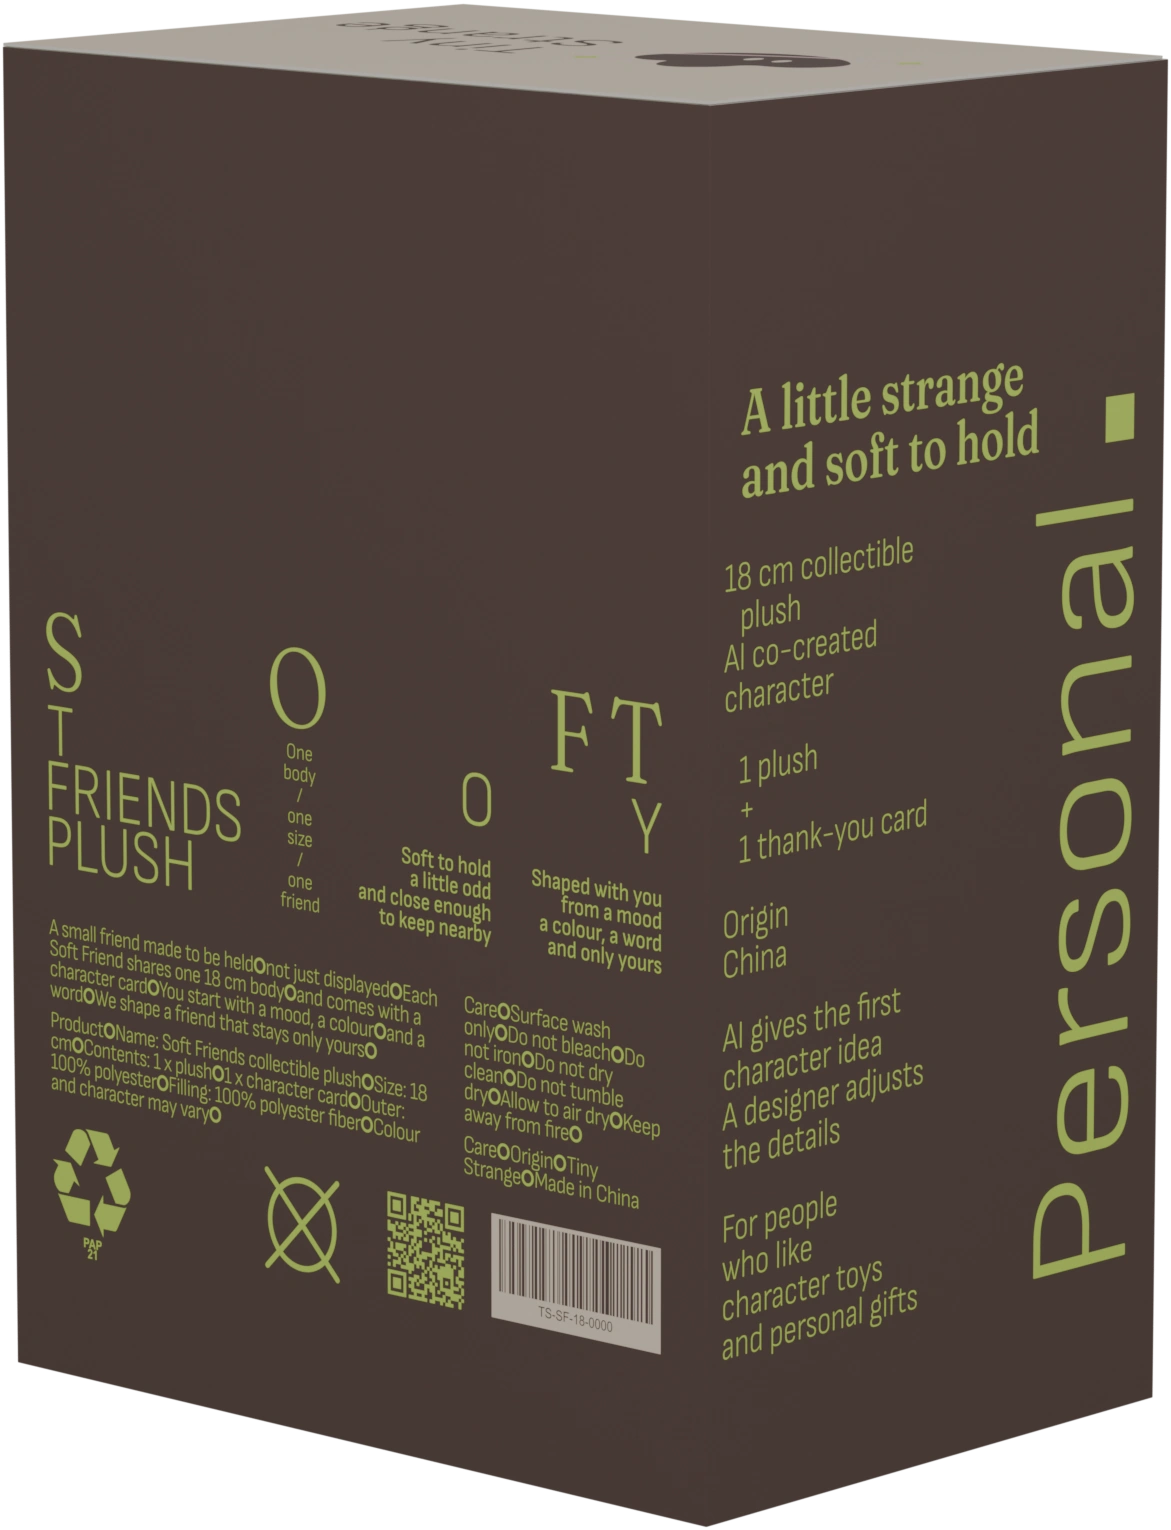 Tiny
Strange
S
O
F T
T
O
Y
FRIENDS
PLUSH
One
body
/
one
size
/
one
friend
Soft to hold
a little odd
and close enough
to keep nearby
Shaped with you
from a mood
a colour, a word
and only yours
A small friend made to be heldOnot just displayedOEach
Soft Friend shares one 18 cm bodyOand comes with a
character cardOYou start with a mood, a colourOand a
wordOWe shape a friend that stays only yoursO
ProductOName: Soft Friends collectible plushOSize: 18
cmOContents: 1 x plushO1 x character cardOOuter:
100% polyesterOFilling: 100% polyester fiberOColour
and character may varyO
CareOSurface wash
onlyODo not bleachODo
not ironODo not dry
cleanODo not tumble
dryOAllow to air dryOKeep
away from fireO
CareOOriginOTiny
StrangeOMade in China
PAP
21
TS-SF-18-0000
A little strange
and soft to hold
18 cm collectible
plush
AI co-created
character
1 plush
+
1 thank-you card
Origin
China
AI gives the first
character idea
A designer adjusts
the details
For people
who like
character toys
and personal gifts
Personal.